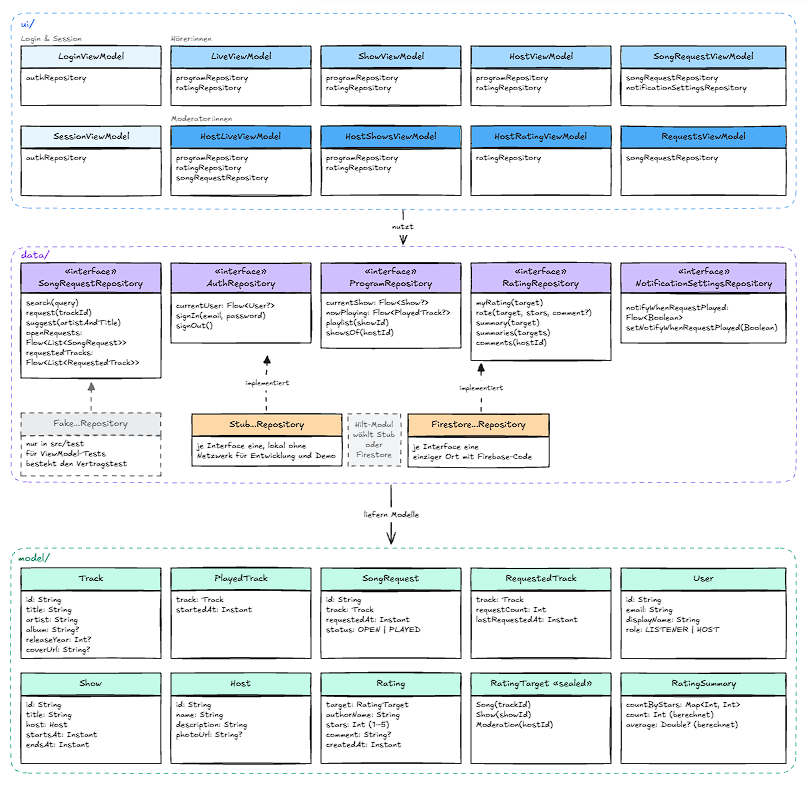 ui/
Login & Session
Hörer:innen
LoginViewModel
authRepository
LiveViewModel
programRepository
ratingRepository
ShowViewModel
programRepository
ratingRepository
HostViewModel
programRepository
ratingRepository
SongRequestViewModel
songRequestRepository
notificationSettingsRepository
Moderator:innen
SessionViewModel
authRepository
HostLiveViewModel
programRepository
ratingRepository
songRequestRepository
HostShowsViewModel
programRepository
ratingRepository
HostRatingViewModel
ratingRepository
RequestsViewModel
songRequestRepository
nutzt
data/
«interface»
SongRequestRepository
search(query)
request(trackId)
suggest(artistAndTitle)
openRequests:
Flow<List<SongRequest>>
requestedTracks:
Flow<List<RequestedTrack>>
«interface»
AuthRepository
currentUser: Flow<User?>
signIn(email, password)
signOut()
«interface»
ProgramRepository
currentShow: Flow<Show?>
nowPlaying: Flow<PlayedTrack?>
playlist(showId)
showsOf(hostId)
«interface»
RatingRepository
myRating(target)
rate(target, stars, comment?)
summary(target)
summaries(targets)
comments(hostId)
«interface»
NotificationSettingsRepository
notifyWhenRequestPlayed:
Flow<Boolean>
setNotifyWhenRequestPlayed(Boolean)
implementiert
implementiert
Fake...Repository
nur in src/test
für ViewModel-Tests
besteht den Vertragstest
Stub...Repository
je Interface eine, lokal ohne
Netzwerk für Entwicklung und Demo
Hilt-Modul
wählt Stub
oder
Firestore
Firestore...Repository
je Interface eine
einziger Ort mit Firebase-Code
liefern Modelle
model/
Track
id: String
title: String
artist: String
album: String?
releaseYear: Int?
coverUrl: String?
PlayedTrack
track: Track
startedAt: Instant
SongRequest
id: String
track: Track
requestedAt: Instant
status: OPEN | PLAYED
RequestedTrack
track: Track
requestCount: Int
lastRequestedAt: Instant
User
id: String
email: String
displayName: String
role: LISTENER | HOST
Show
id: String
title: String
host: Host
startsAt: Instant
endsAt: Instant
Host
id: String
name: String
description: String
photoUrl: String?
Rating
target: RatingTarget
authorName: String
stars: Int (1–5)
comment: String?
createdAt: Instant
RatingTarget «sealed»
Song(trackId)
Show(showId)
Moderation(hostId)
RatingSummary
countByStars: Map<Int, Int>
count: Int (berechnet)
average: Double? (berechnet)